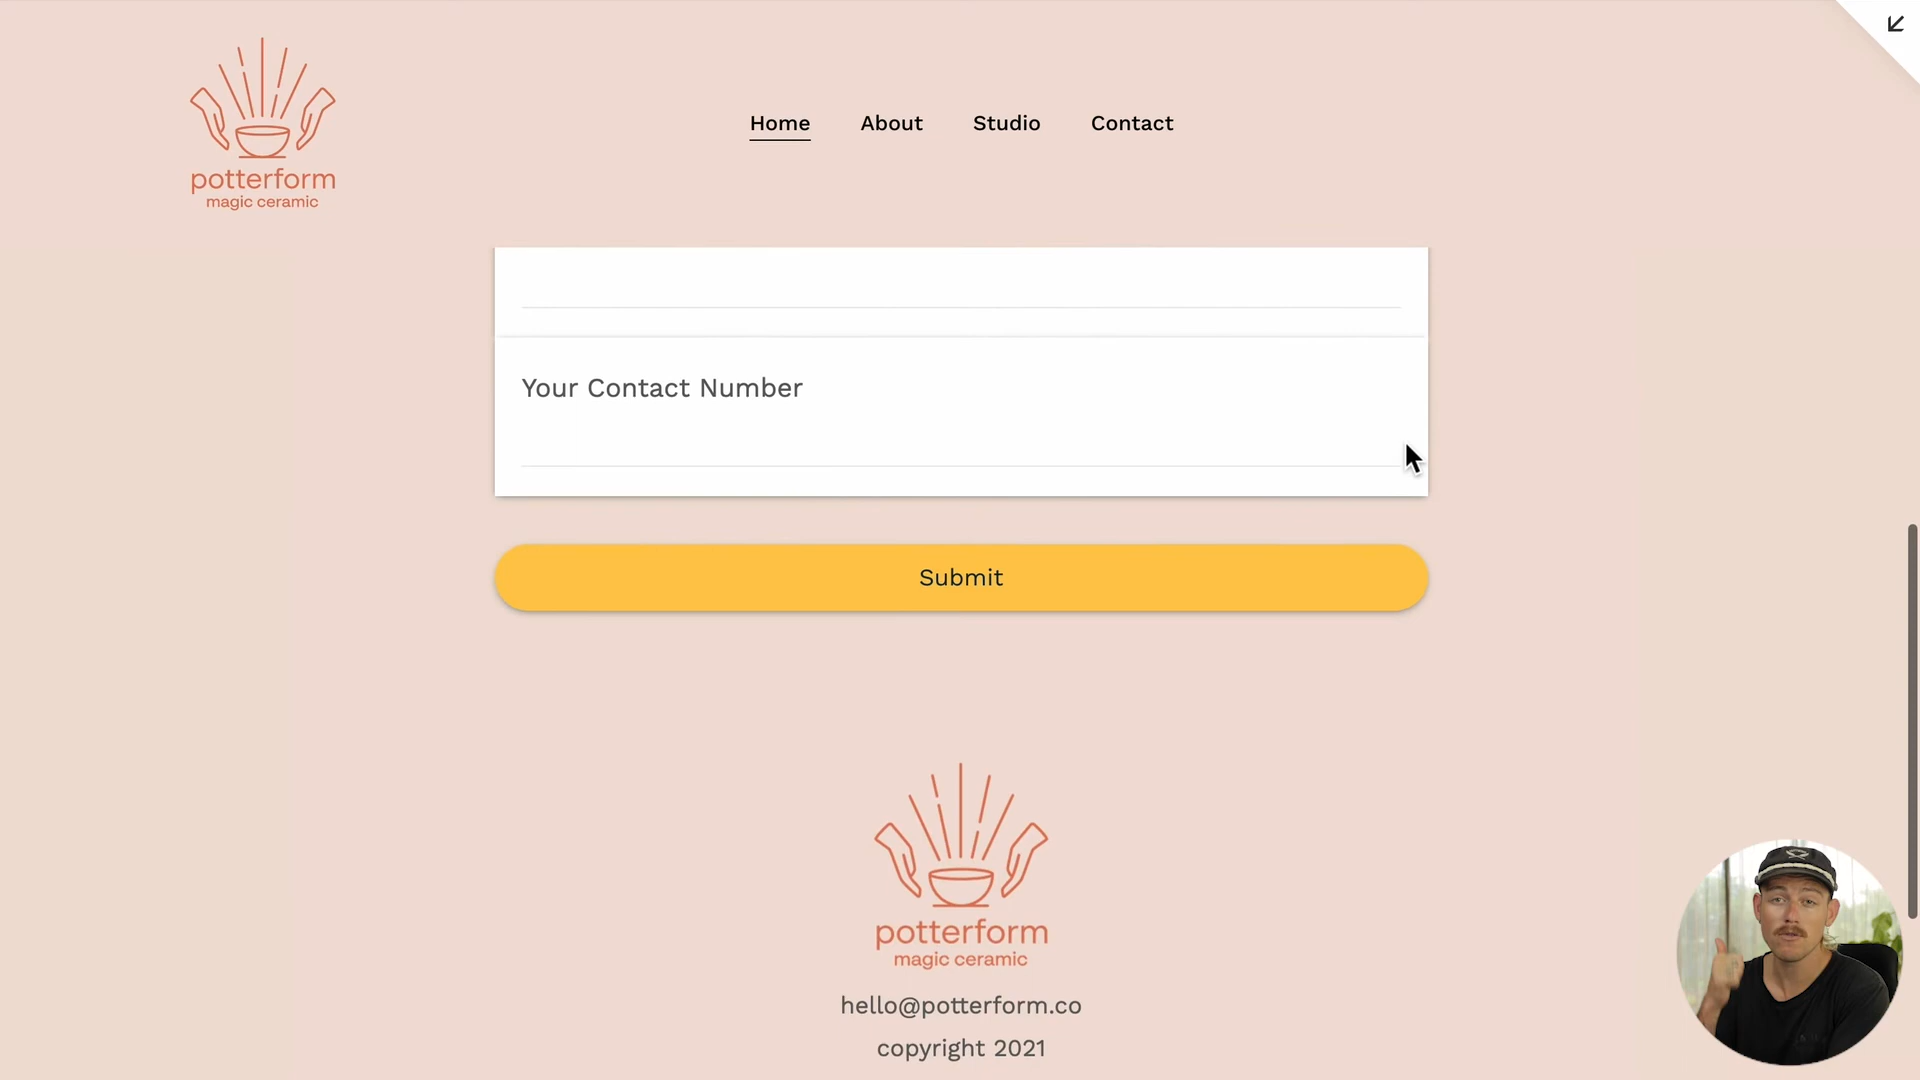 potterform
magic ceramic
Home
About
Studio
Contact
Your Contact Number
Submit
potterform
magic ceramic
hello@potterform.co
copyright 2021